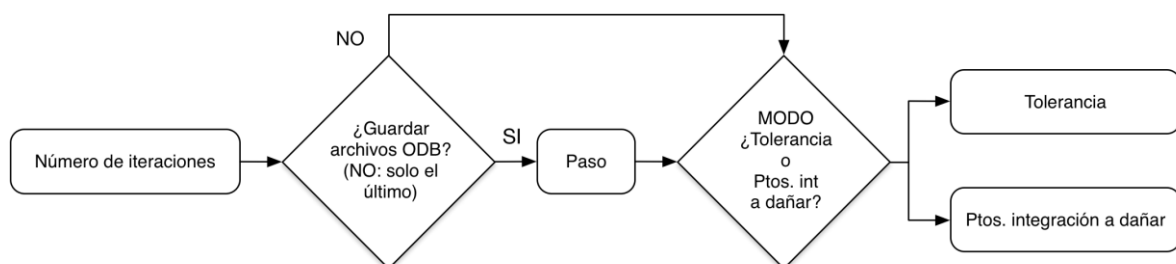 NO
Número de iteraciones
¿Guardar
archivos ODB?
(NO: solo el
último)
SI
Paso
MODO
¿Tolerancia
o
Ptos. int
a dañar?
Tolerancia
Ptos. integración a dañar